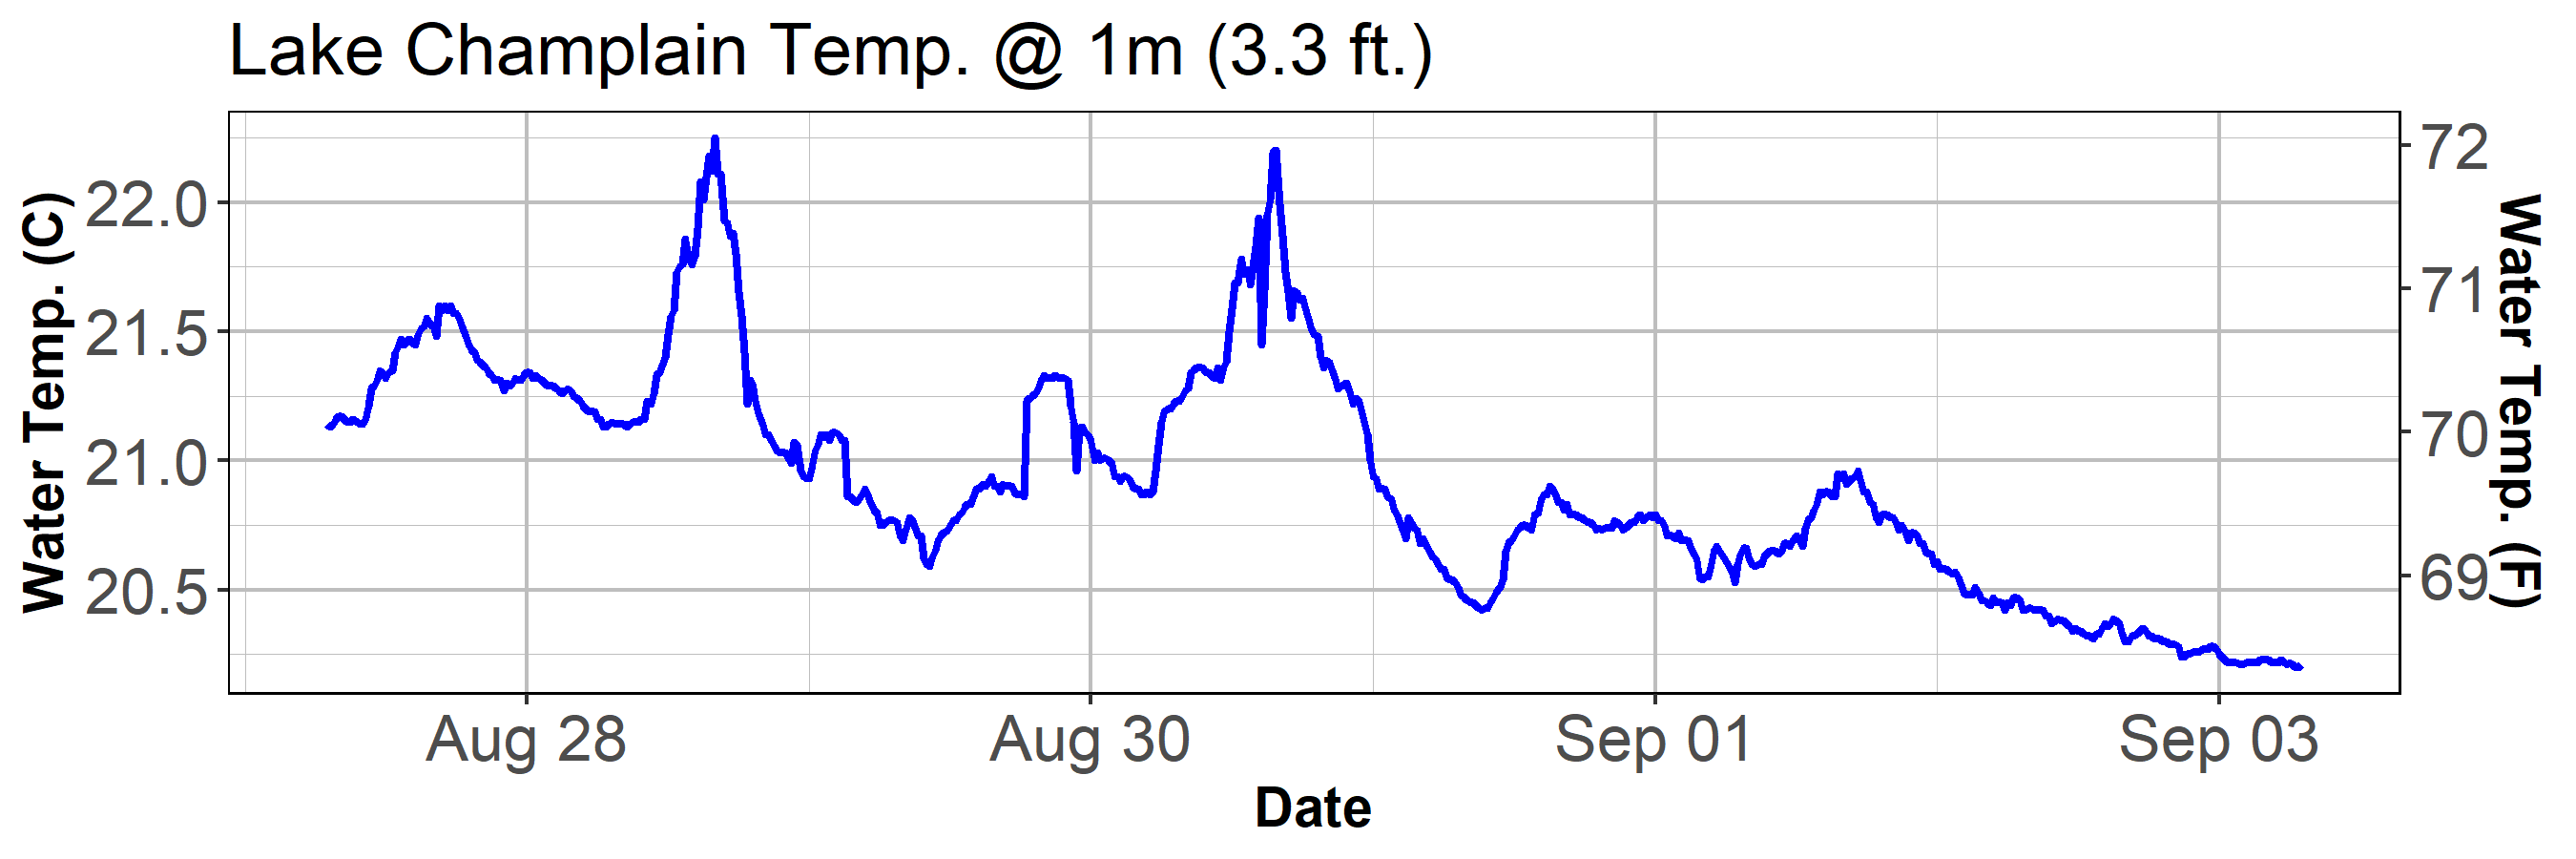 Lake Champlain Temp. @ 1m (3.3 ft.)
Water Temp. (C)
22.0
21.5
21.0
20.5
72
71
70
69
Water Temp. (F)
Aug 28
Aug 30
Sep 01
Sep 03
Date